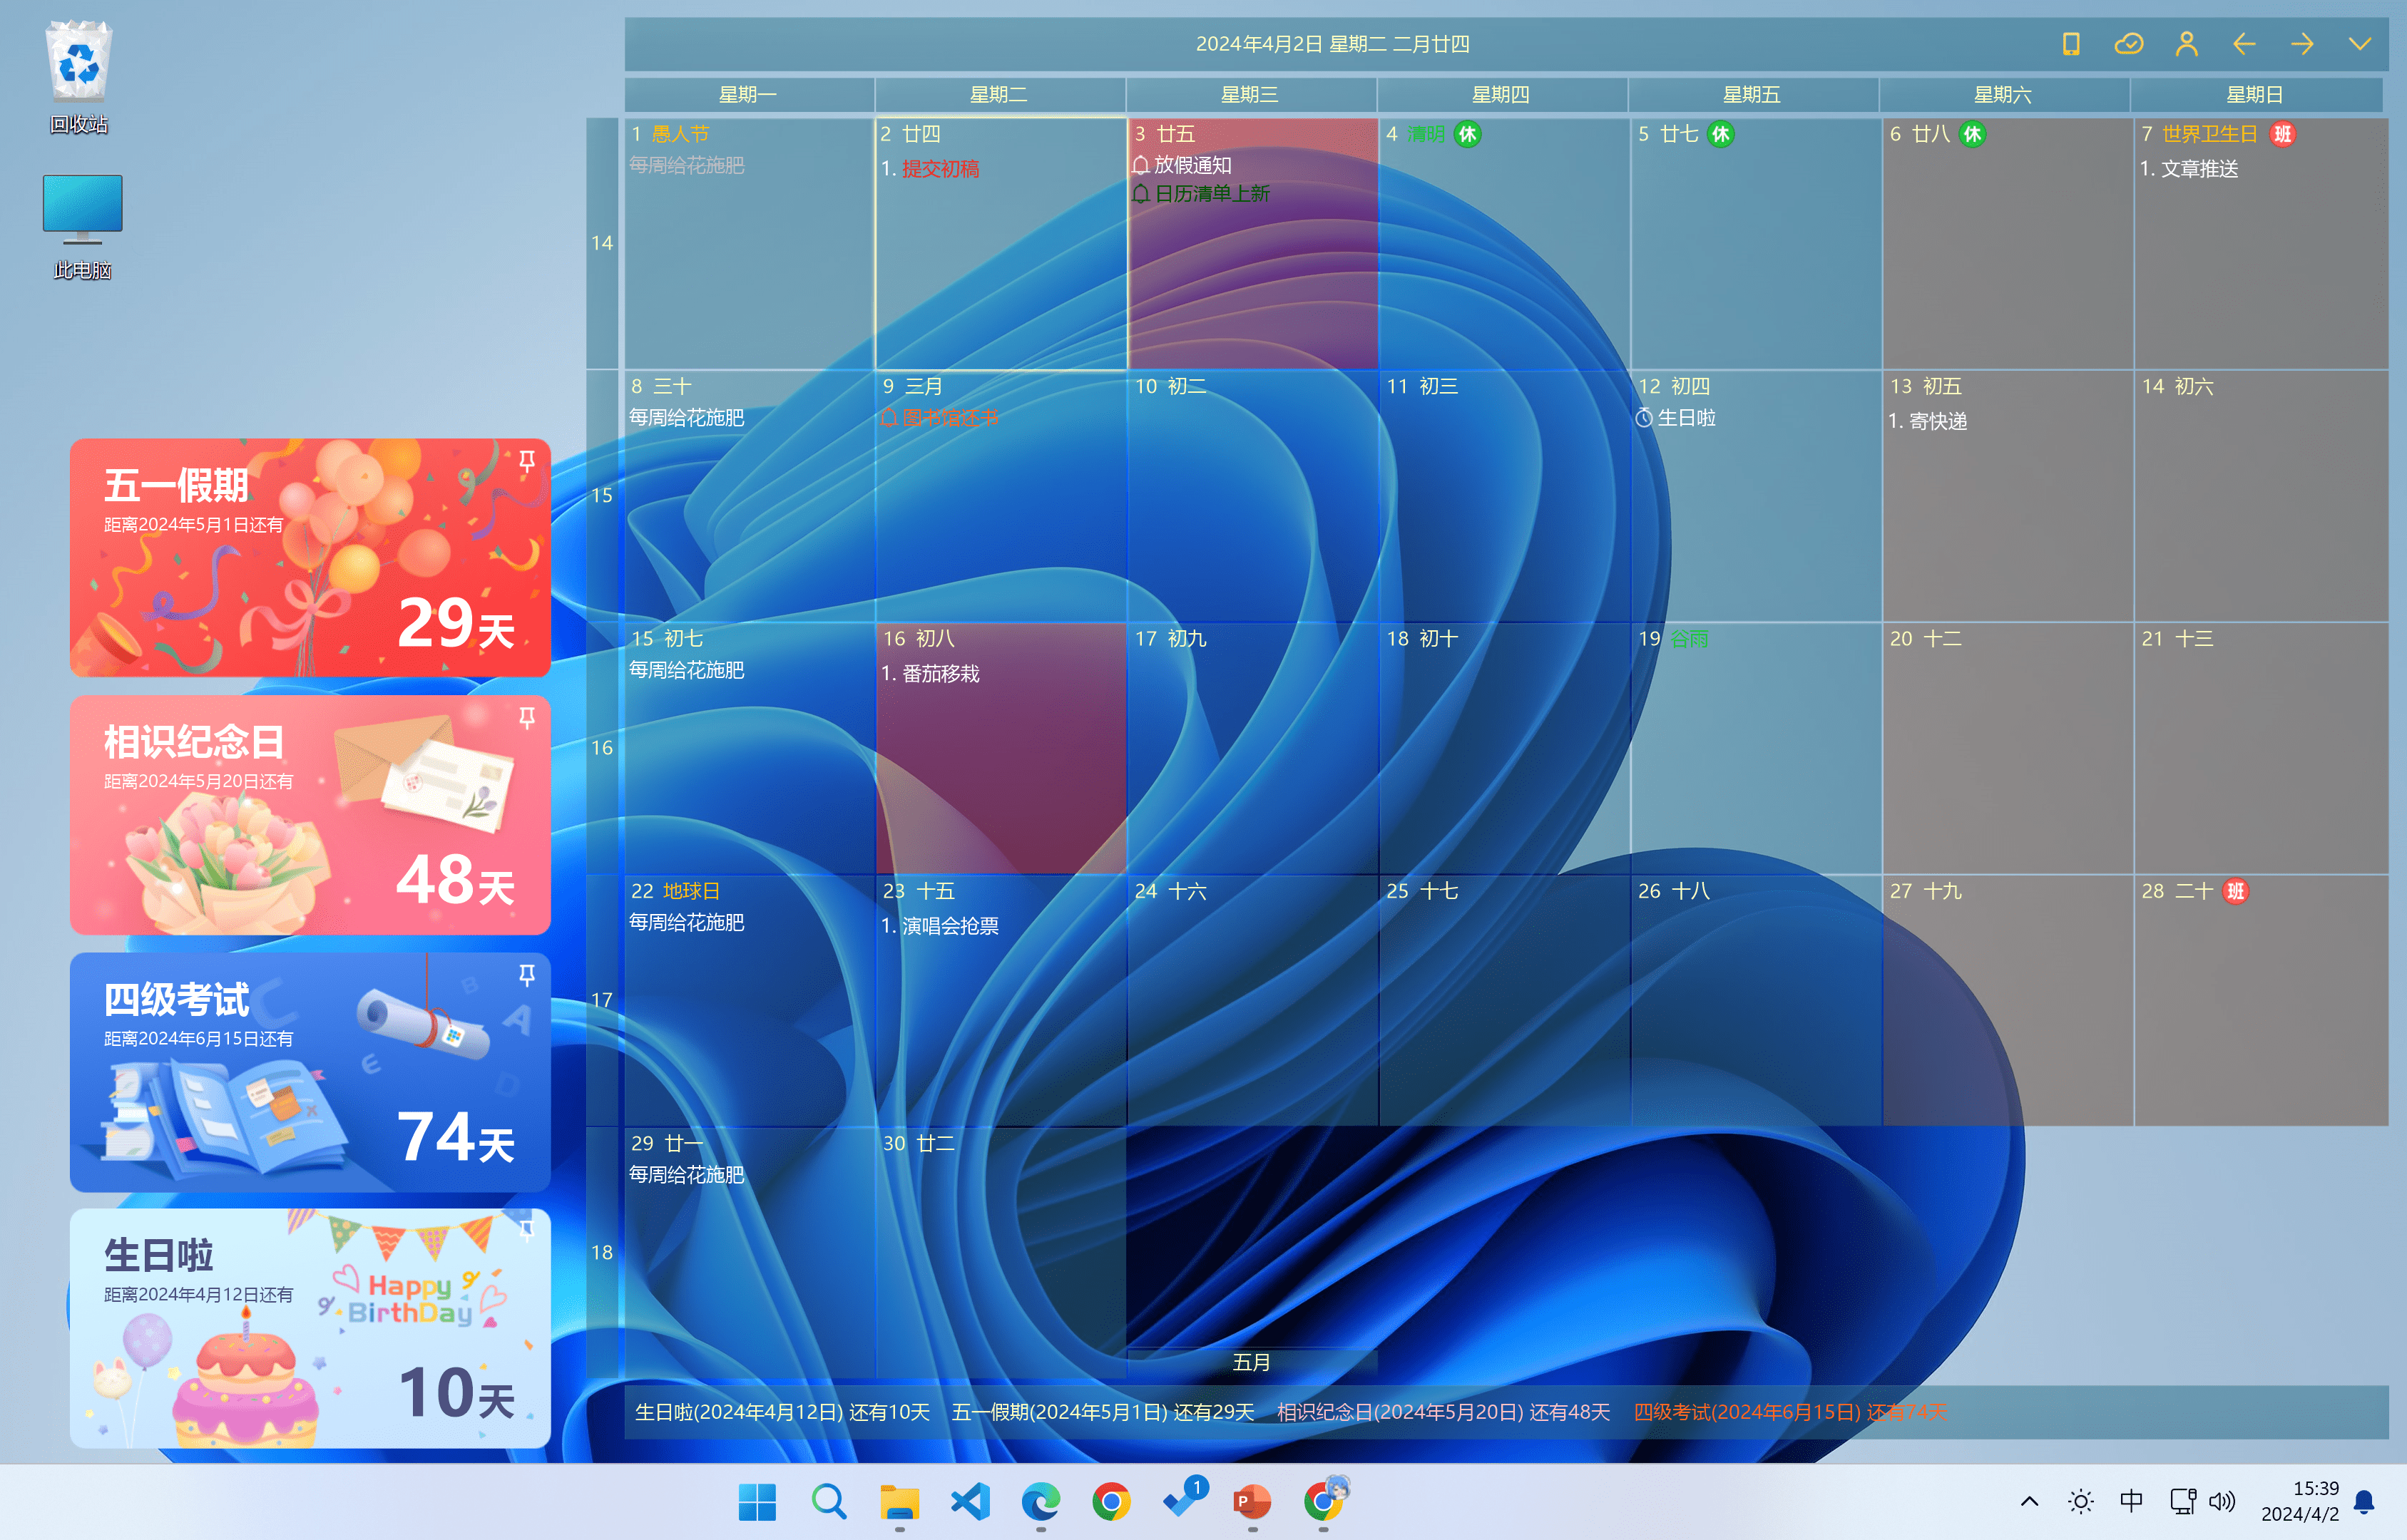 回收站
此电脑
五一假期
距离2024年5月1日还有
29天
相识纪念日
距离2024年5月20日还有
48天
C B A E D
四级考试
距离2024年6月15日还有
74天
生日啦
距离2024年4月12日还有
Happy
BirthDay
10天
2024年4月2日 星期二 二月廿四
星期一 星期二 星期三 星期四 星期五 星期六 星期日
14
1 愚人节
每周给花施肥
2 廿四
1. 提交初稿
3 廿五
放假通知
日历清单上新
4 清明 休
5 廿七 休
6 廿八 休
7 世界卫生日 班
1. 文章推送
15
8 三十
每周给花施肥
9 三月
图书馆还书
10 初二
11 初三
12 初四
生日啦
13 初五
1. 寄快递
14 初六
16
15 初七
每周给花施肥
16 初八
1. 番茄移栽
17 初九
18 初十
19 谷雨
20 十二
21 十三
17
22 地球日
每周给花施肥
23 十五
1. 演唱会抢票
24 十六
25 十七
26 十八
27 十九
28 二十 班
18
29 廿一
每周给花施肥
30 廿二
五月
生日啦(2024年4月12日) 还有10天 五一假期(2024年5月1日) 还有29天 相识纪念日(2024年5月20日) 还有48天 四级考试(2024年6月15日) 还有74天
1
P
中
15:39
2024/4/2